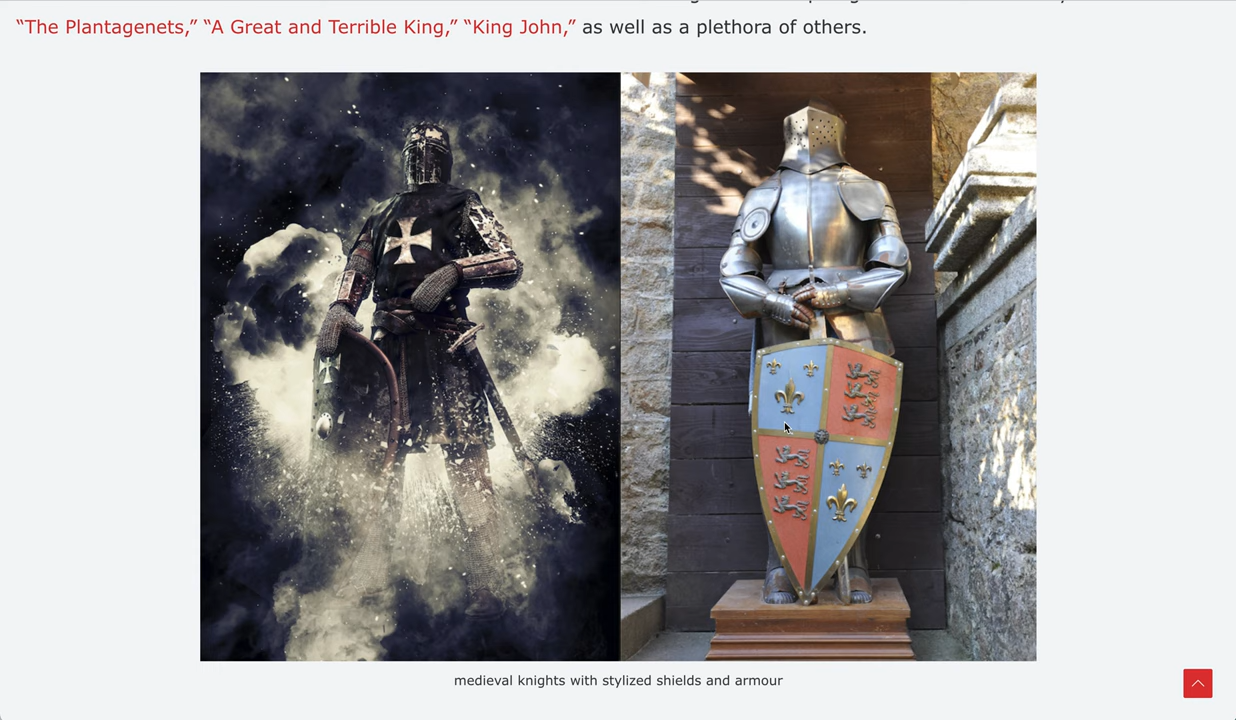 “The Plantagenets,” “A Great and Terrible King,” “King John,” as well as a plethora of others.
medieval knights with stylized shields and armour